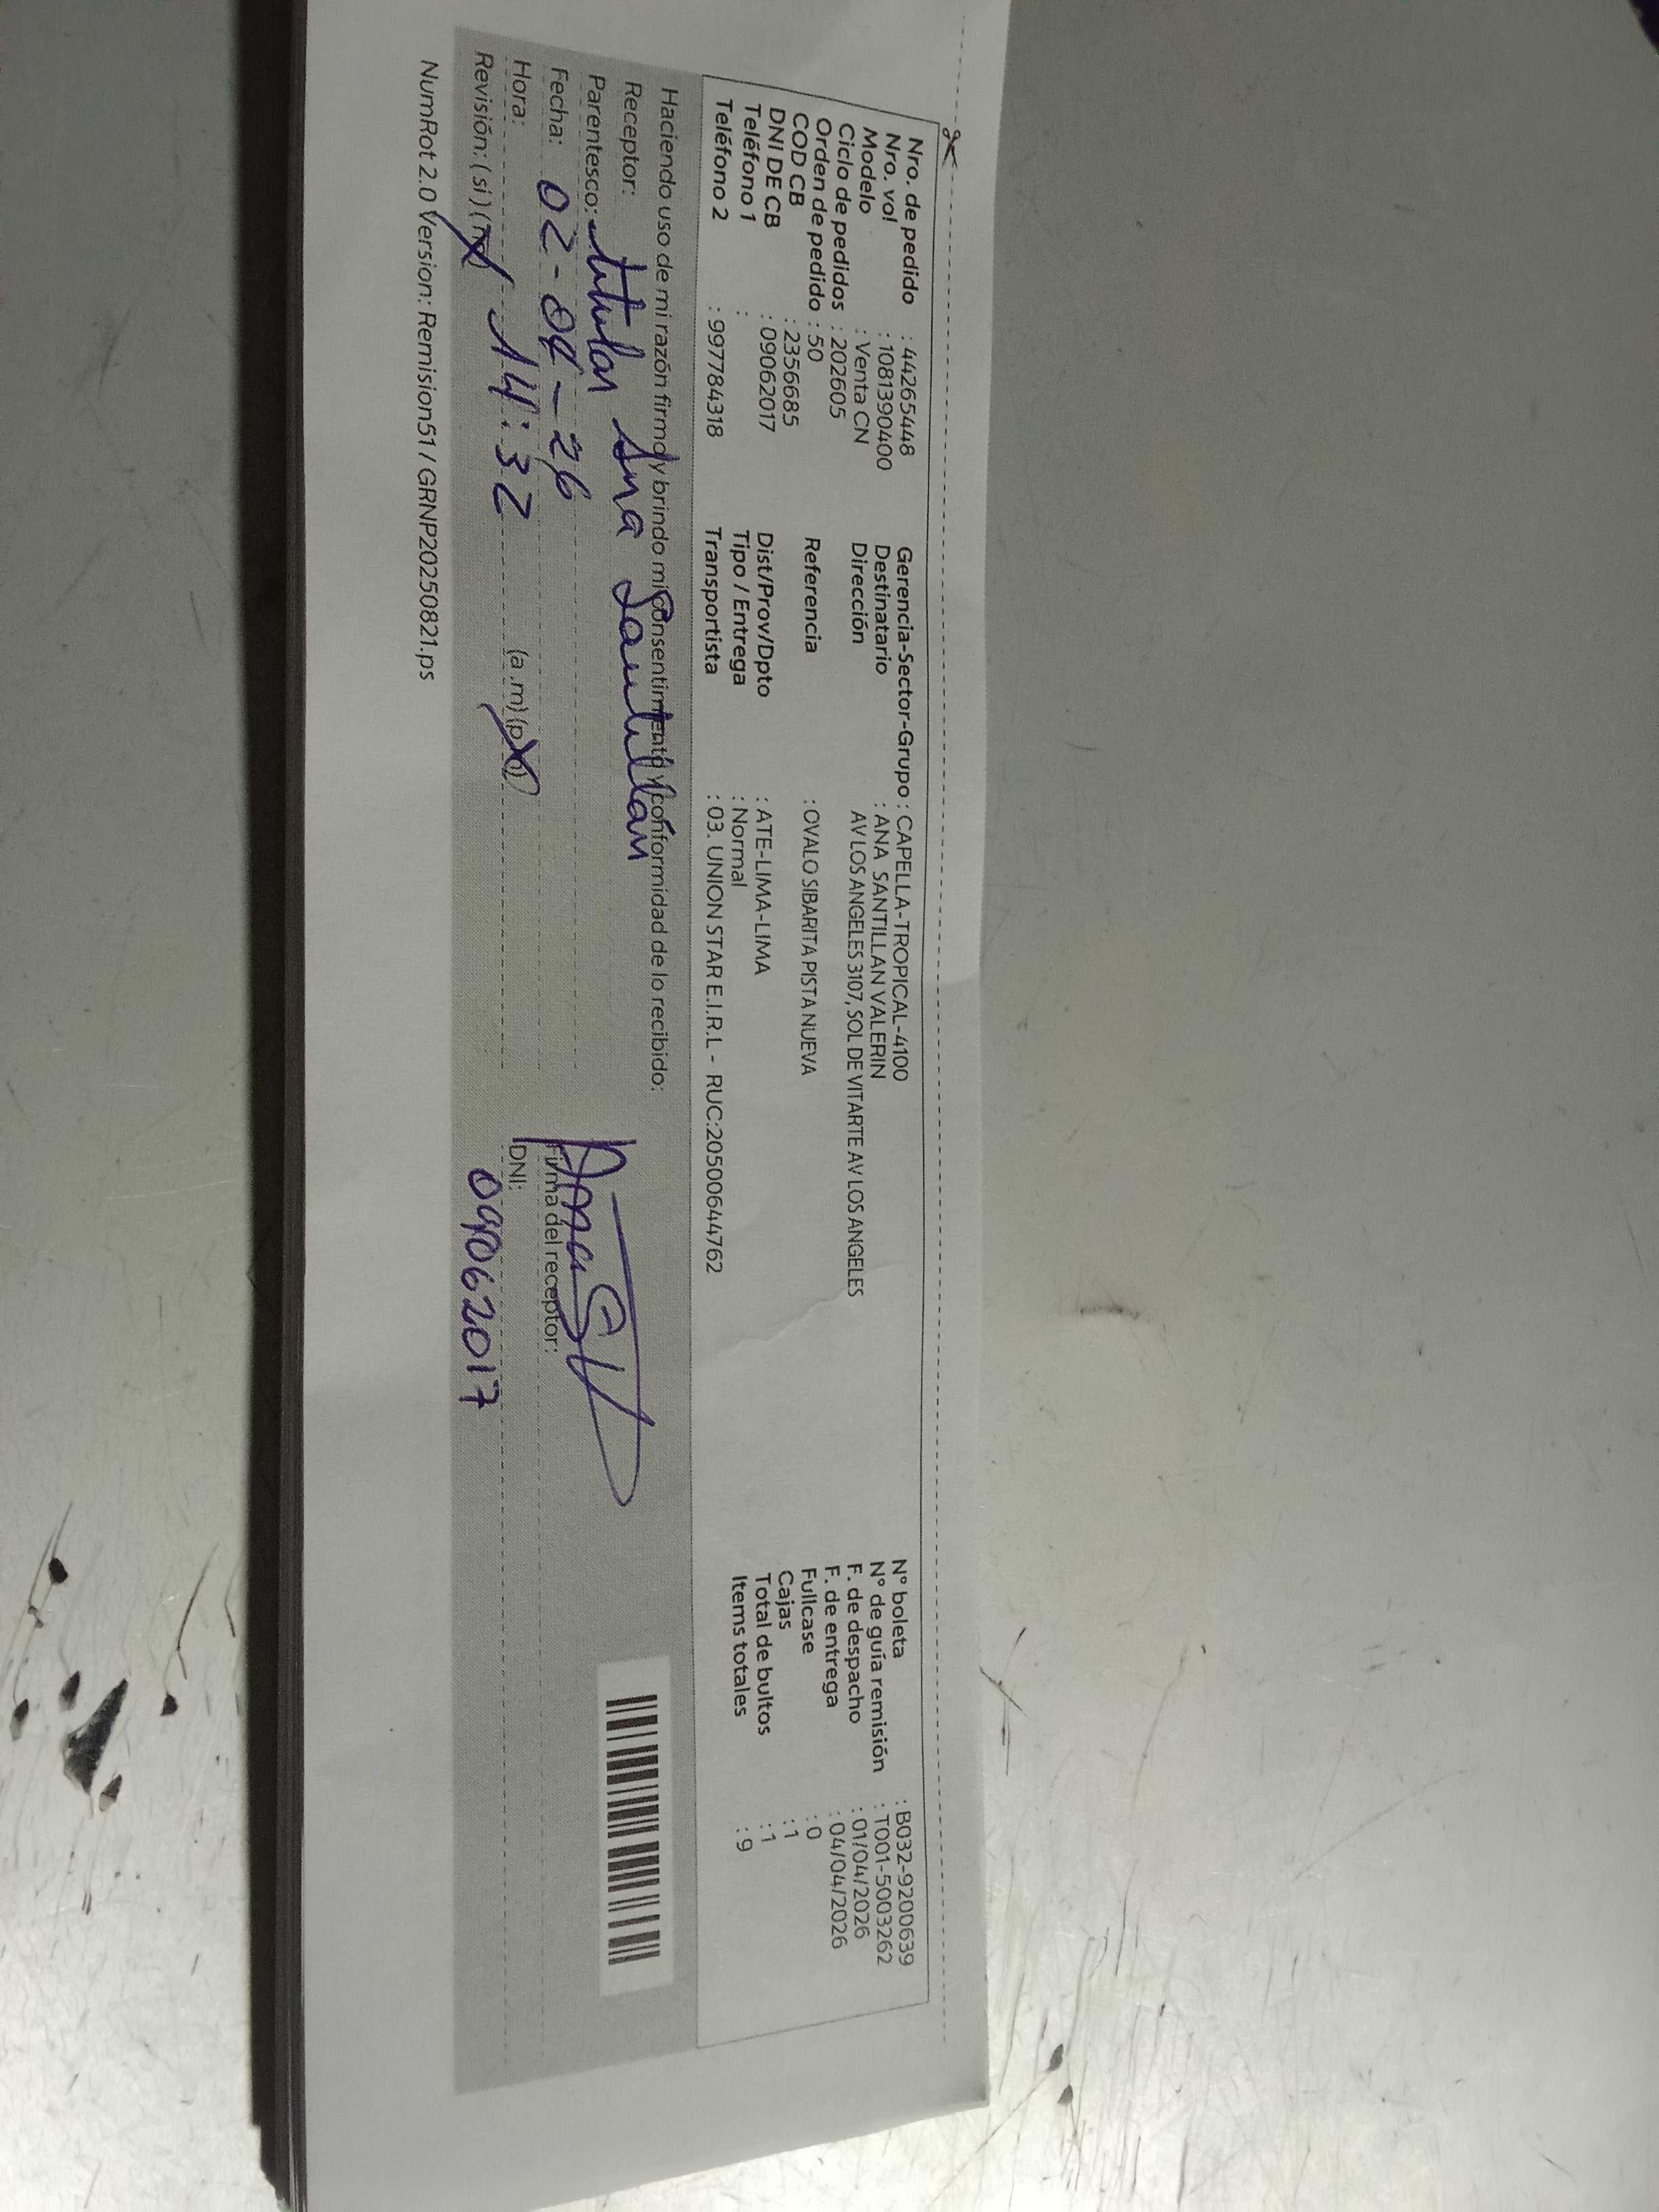 Nro. de pedido : 44265448
Nro. vol : 1081390400
Modelo : Venta CN
Ciclo de pedidos : 202605
Orden de pedido : 50
COD CB : 2356685
DNI DE CB : 09062017
Teléfono 1 :
Teléfono 2 : 997784318
Gerencia-Sector-Grupo : CAPELLA-TROPICAL-4100
Destinatario : ANA SANTILLAN VALERIN
Dirección AV LOS ANGELES 3107, SOL DE VITARTE AV LOS ANGELES
Referencia : OVALO SIBARITA PISTA NUEVA
Dist/Prov/Dpto : ATE-LIMA-LIMA
Tipo / Entrega : Normal
Transportista : 03. UNION STAR E.I.R.L - RUC:20500644762
N° boleta : B032-9200639
N° de guía remisión : T001-5003262
F. de despacho : 01/04/2026
F. de entrega : 04/04/2026
Fullcase : 0
Cajas : 1
Total de bultos : 1
Items totales : 9
Haciendo uso de mi razón firmo y brindo mi consentimiento y conformidad de lo recibido:
Receptor: Ana Santillan
Parentesco: titular
Fecha: 02-04-26
Hora: 14:32 (a.m) (p.m)
Revisión: (si) (no)
Firma del receptor:
DNI: 09062017
NumRot 2.0 Version: Remision51 / GRNP20250821.ps